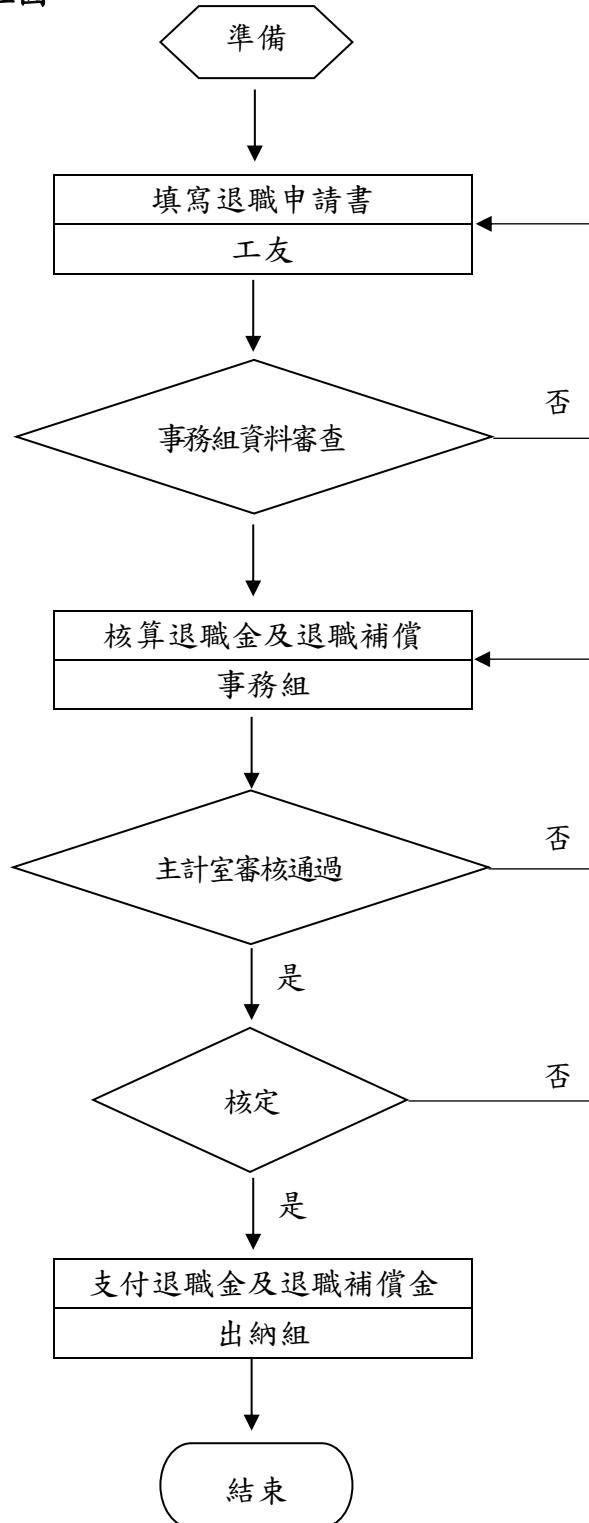 準備
填寫退職申請書
工友
事務組資料審查
否
核算退職金及退職補償
事務組
主計室審核通過
否
是
核定
否
是
支付退職金及退職補償金
出納組
結束